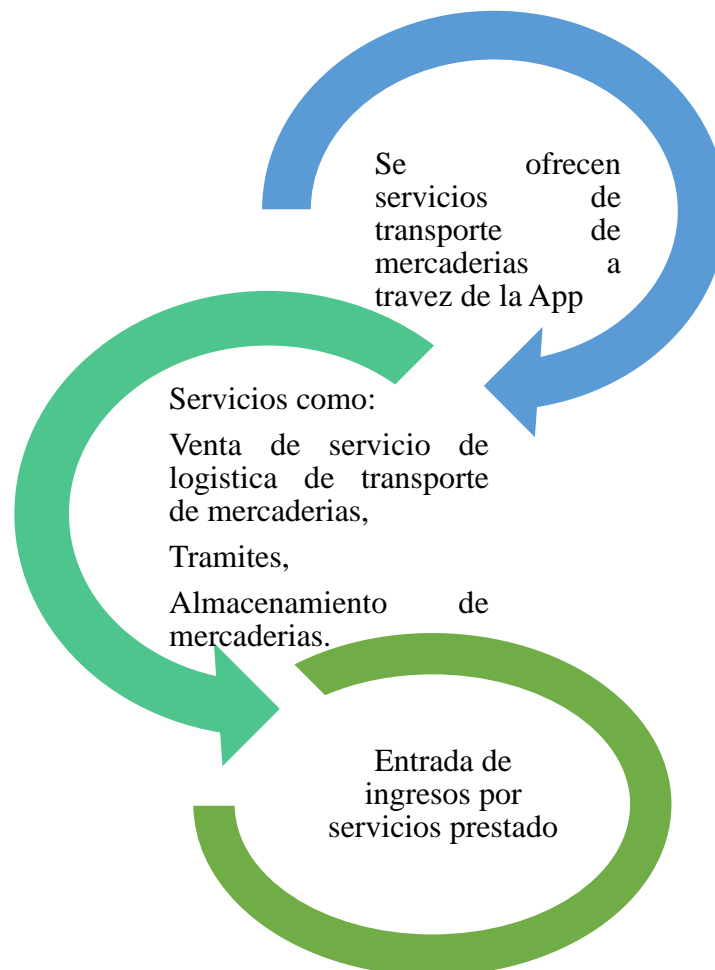 Se ofrecen
servicios de
transporte de
mercaderias a
travez de la App
Servicios como:
Venta de servicio de
logistica de transporte
de mercaderias,
Tramites,
Almacenamiento de
mercaderias.
Entrada de
ingresos por
servicios prestado